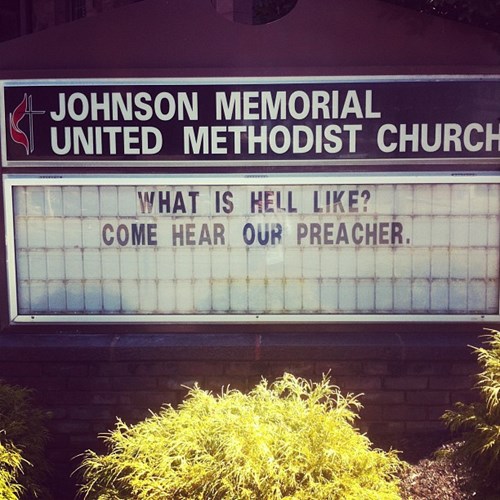 JOHNSON MEMORIAL
UNITED METHODIST CHURCH
WHAT IS HELL LIKE?
COME HEAR OUR PREACHER.